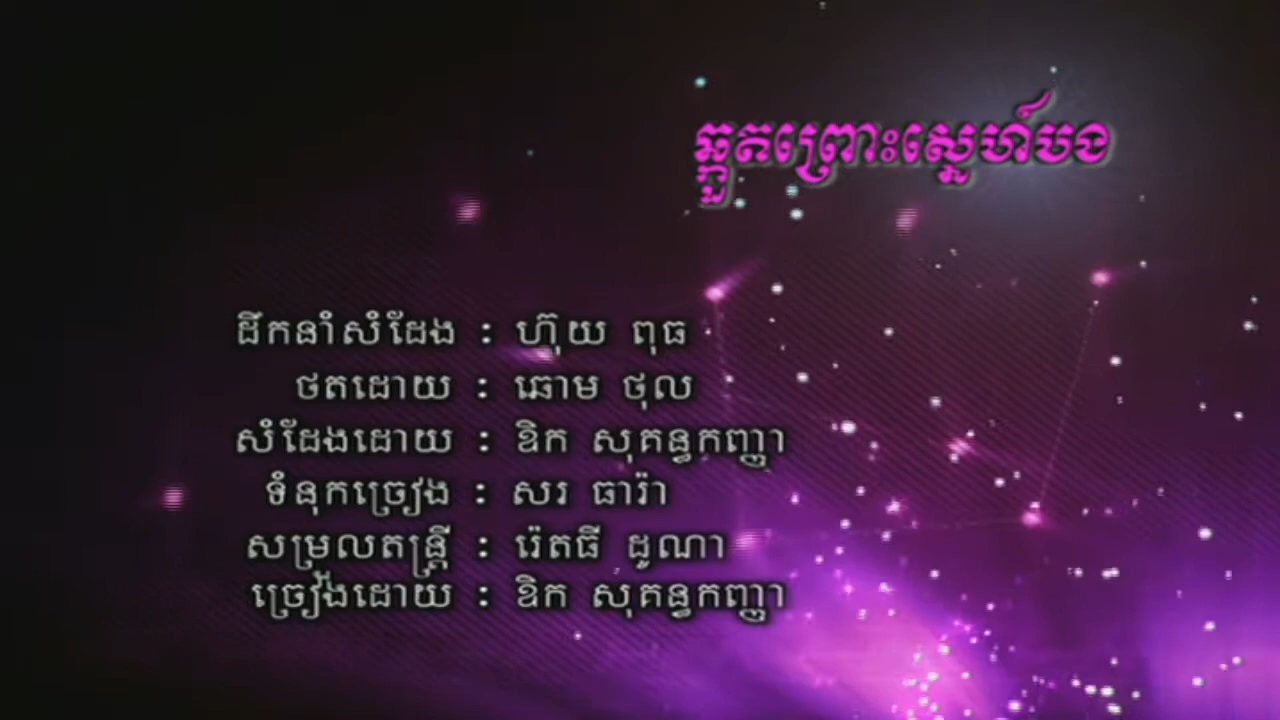 ឆ្កួតព្រោះស្នេហ៍បង
ដឹកនាំសំដែង : ហ៊ុយ ពុធ
ថតដោយ : ឆោម ថុល
សំដែងដោយ : ឱក សុគន្ធកញ្ញា
ទំនុកច្រៀង : សរ ធារ៉ា
សម្រួលតន្ត្រី : រ៉េតធី ដូណា
ច្រៀងដោយ : ឱក សុគន្ធកញ្ញា